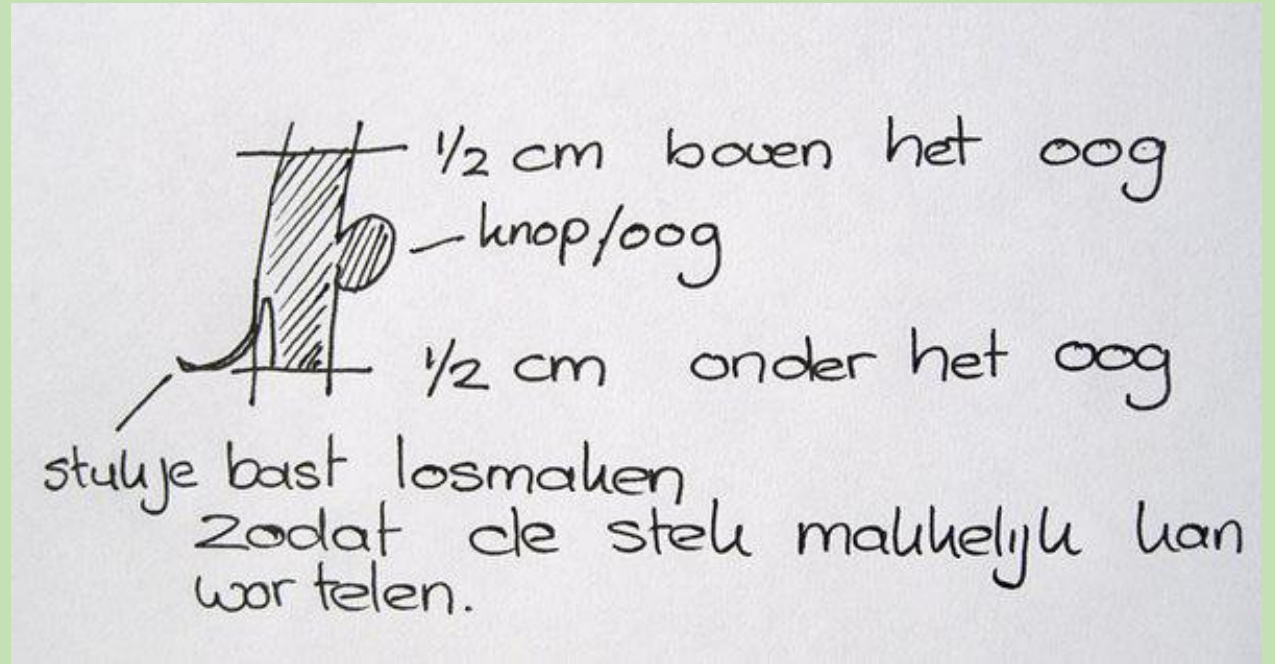 1/2 cm boven het oog
knop/oog
1/2 cm onder het oog
stukje bast losmaken
zodat de stek makkelijk kan
wortelen.